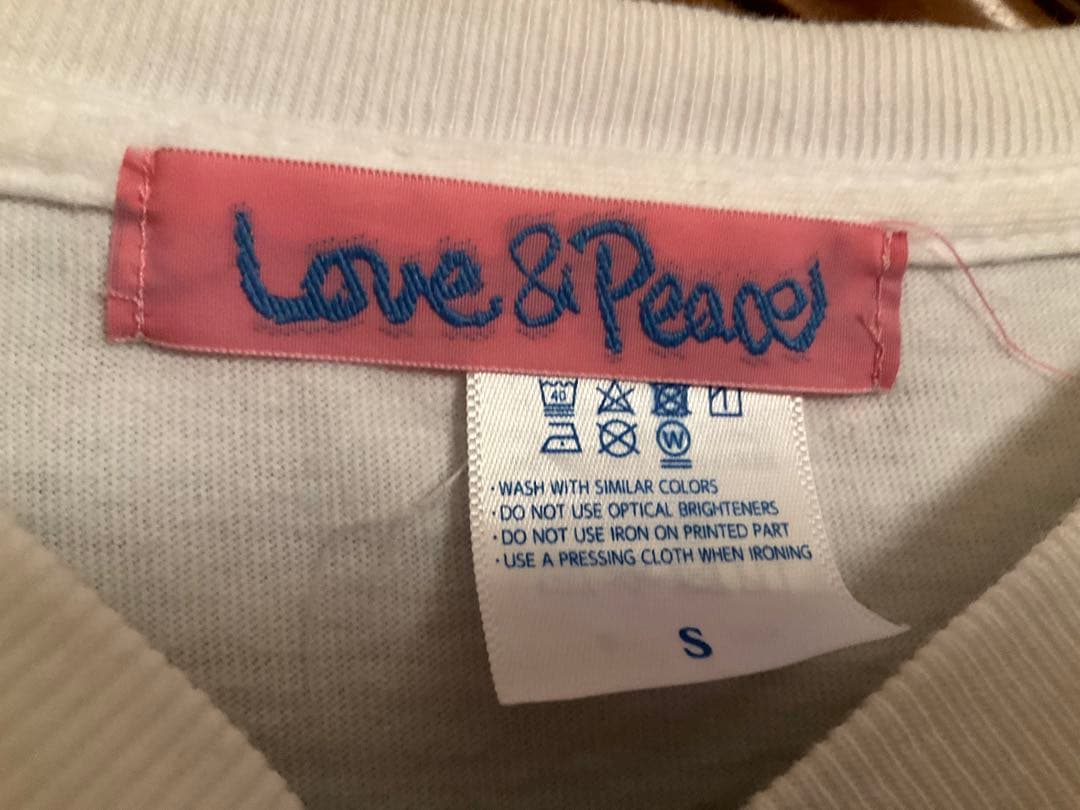 Love & Peace
40
W
・WASH WITH SIMILAR COLORS
・DO NOT USE OPTICAL BRIGHTENERS
・DO NOT USE IRON ON PRINTED PART
・USE A PRESSING CLOTH WHEN IRONING
S